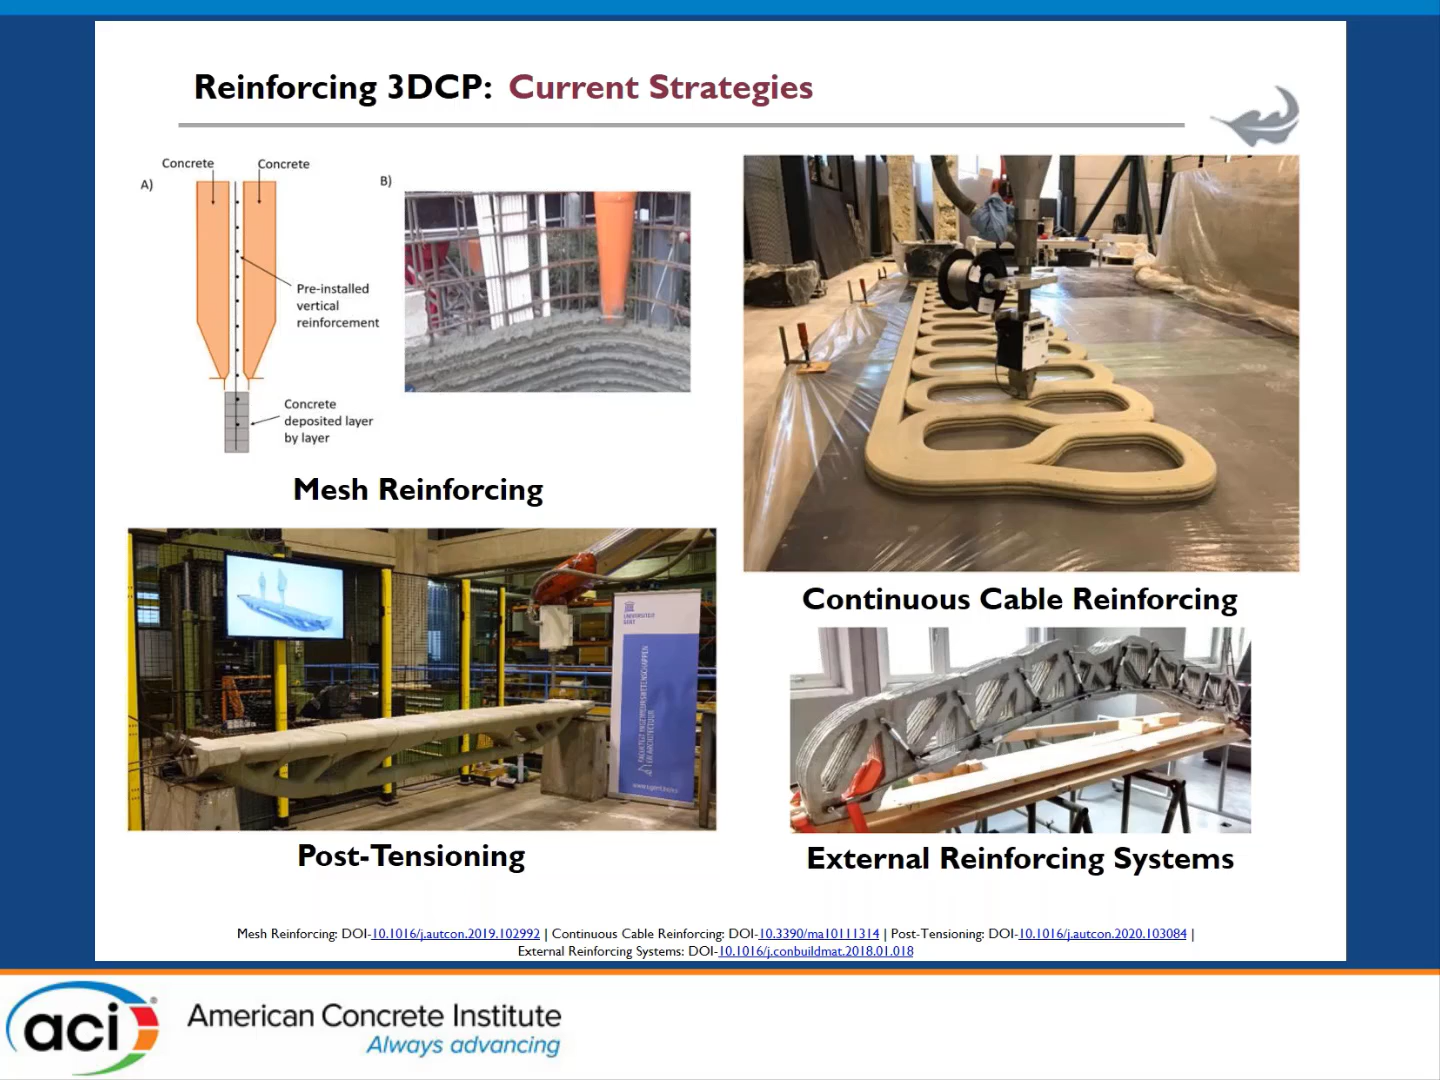 Reinforcing 3DCP: Current Strategies
Concrete
Concrete
A)
B)
Pre-installed
vertical
reinforcement
Concrete
deposited layer
by layer
Mesh Reinforcing
Continuous Cable Reinforcing
UNIVERSITEIT
GENT
Post-Tensioning
External Reinforcing Systems
Mesh Reinforcing: DOI-10.1016/j.autcon.2019.102992 | Continuous Cable Reinforcing: DOI-10.3390/ma10111314 | Post-Tensioning: DOI-10.1016/j.autcon.2020.103084 |
External Reinforcing Systems: DOI-10.1016/j.conbuildmat.2018.01.018
aci
American Concrete Institute
Always advancing